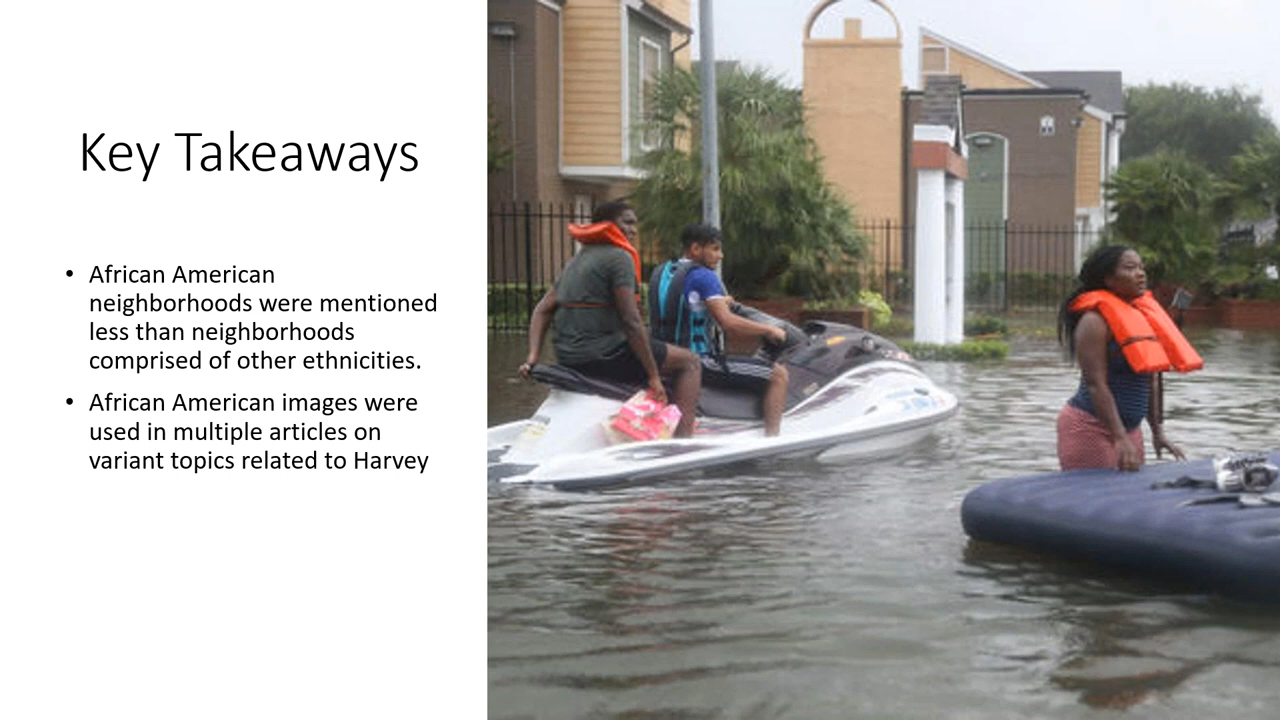 Key Takeaways
• African American
neighborhoods were mentioned
less than neighborhoods
comprised of other ethnicities.
• African American images were
used in multiple articles on
variant topics related to Harvey